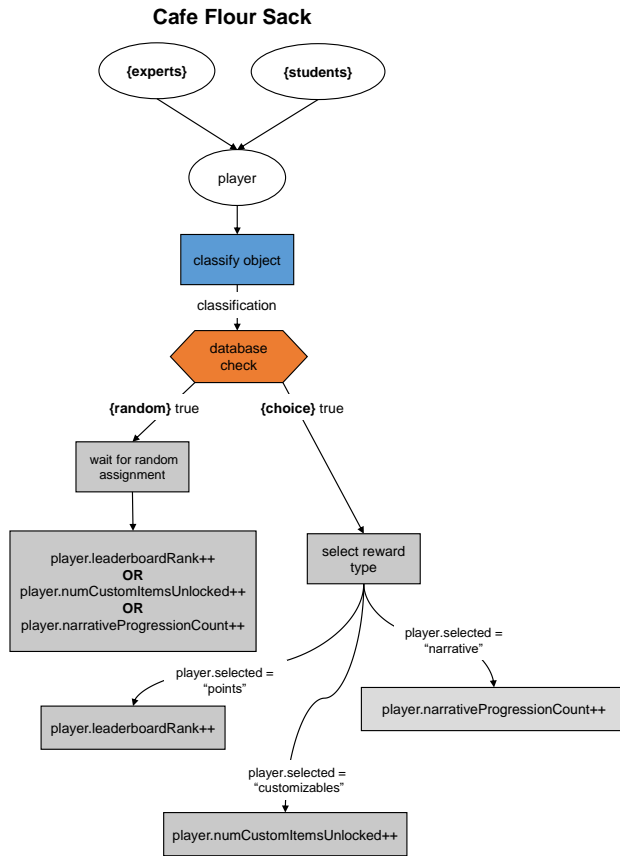 Cafe Flour Sack
{experts}
{students}
player
classify object
classification
database
check
{random} true
{choice} true
wait for random
assignment
player.leaderboardRank++
OR
player.numCustomItemsUnlocked++
OR
player.narrativeProgressionCount++
select reward
type
player.selected =
“narrative”
player.selected =
“points”
player.narrativeProgressionCount++
player.leaderboardRank++
player.selected =
“customizables”
player.numCustomItemsUnlocked++